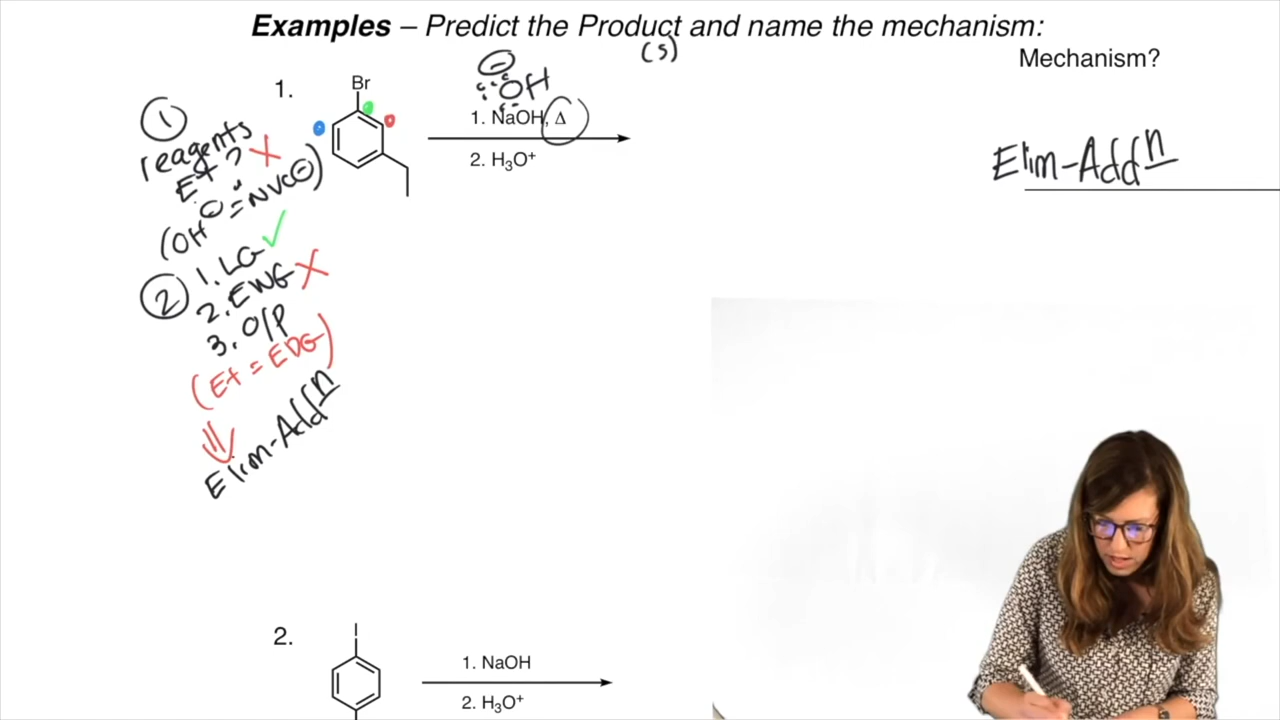 Examples – Predict the Product and name the mechanism:
(s)
Mechanism?
1.
Br
⊖
:OH
1. NaOH, Δ
2. H₃O⁺
Elim-Addⁿ
①
reagents
E+? X
(OH⊖ = NUC⊖)
② 1. LG ✓
2. EWG X
3. O/P
(Et = EDG)
⇓
Elim-Addⁿ
2.
I
1. NaOH
2. H₃O⁺